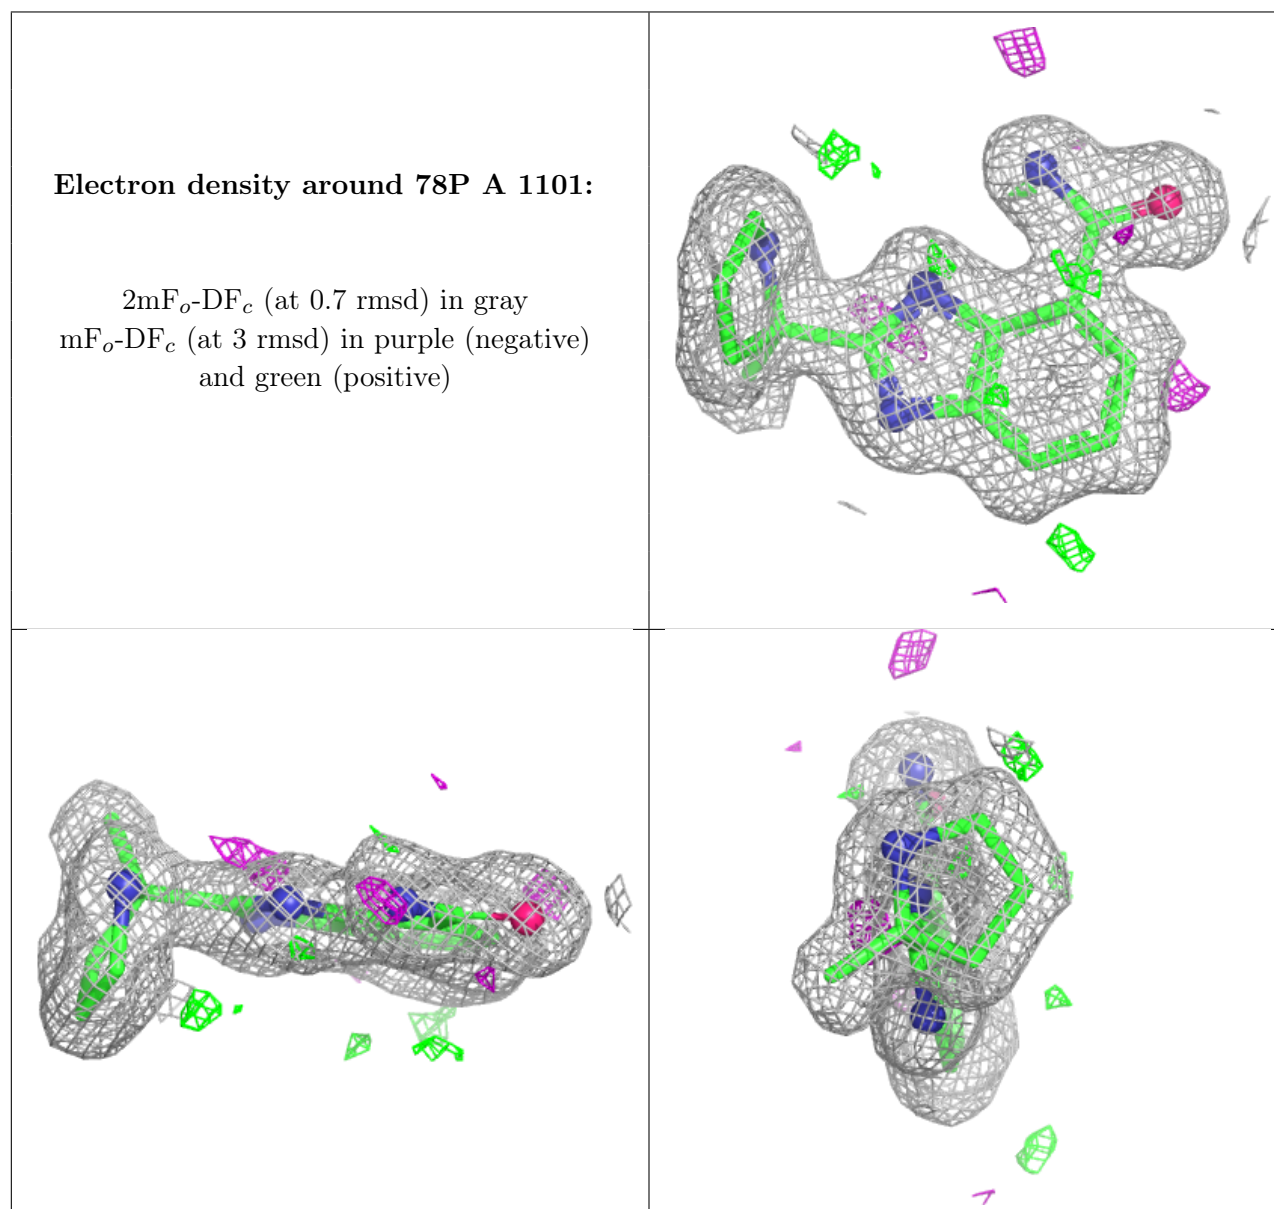 Electron density around 78P A 1101:
2mFo-DFc (at 0.7 rmsd) in gray
mFo-DFc (at 3 rmsd) in purple (negative)
and green (positive)